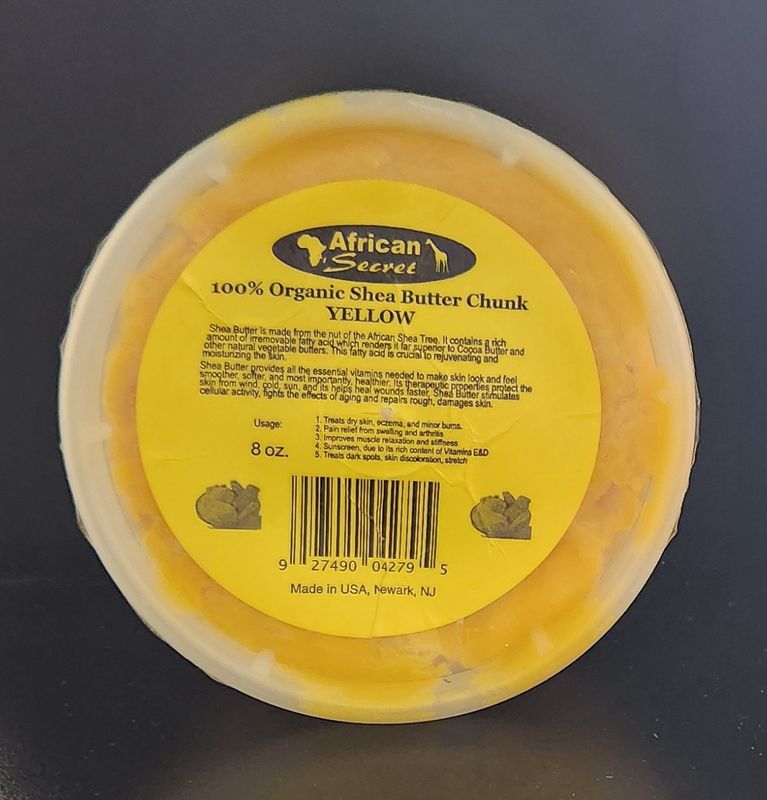 African
Secret
100% Organic Shea Butter Chunk
YELLOW
Shea Butter is made from the nut of the African Shea Tree. It contains a rich
amount of irremovable fatty acid which renders it far superior to Cocoa Butter and
other natural vegetable butters. This fatty acid is crucial to rejuvenating and
moisturizing the skin.
Shea Butter provides all the essential vitamins needed to make skin look and feel
smoother, softer, and most importantly, healthier. Its therapeutic properties protect the
skin from wind, cold, sun, and its helps heal wounds faster, Shea Butter stimulates
cellular activity, fights the effects of aging and repairs rough, damages skin.
Usage:
1. Treats dry skin, eczema, and minor burns.
2. Pain relief from swelling and arthritis
3. Improves muscle relaxation and stiffness
4. Sunscreen, due to its rich content of Vitamins E&D
5. Treats dark spots, skin discoloration, stretch
8 oz.
9 27490 04279 5
Made in USA, Newark, NJ